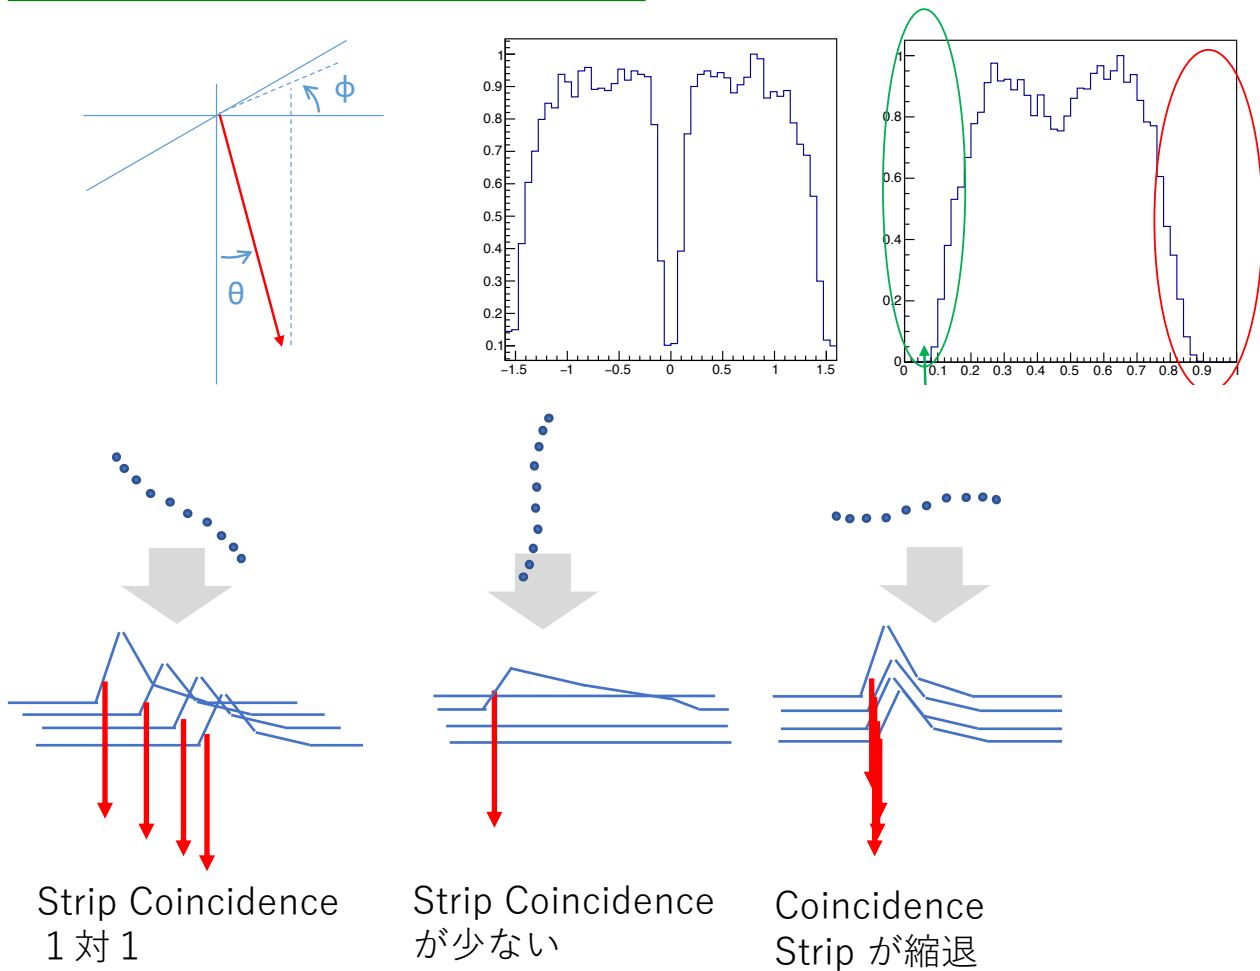 ϕ
θ
1
0.9
0.8
0.7
0.6
0.5
0.4
0.3
0.2
0.1
−1.5 −1 −0.5 0 0.5 1 1.5
1
0.8
0.6
0.4
0.2
0
0 0.1 0.2 0.3 0.4 0.5 0.6 0.7 0.8 0.9
Strip Coincidence
１対１
Strip Coincidence
が少ない
Coincidence
Strip が縮退